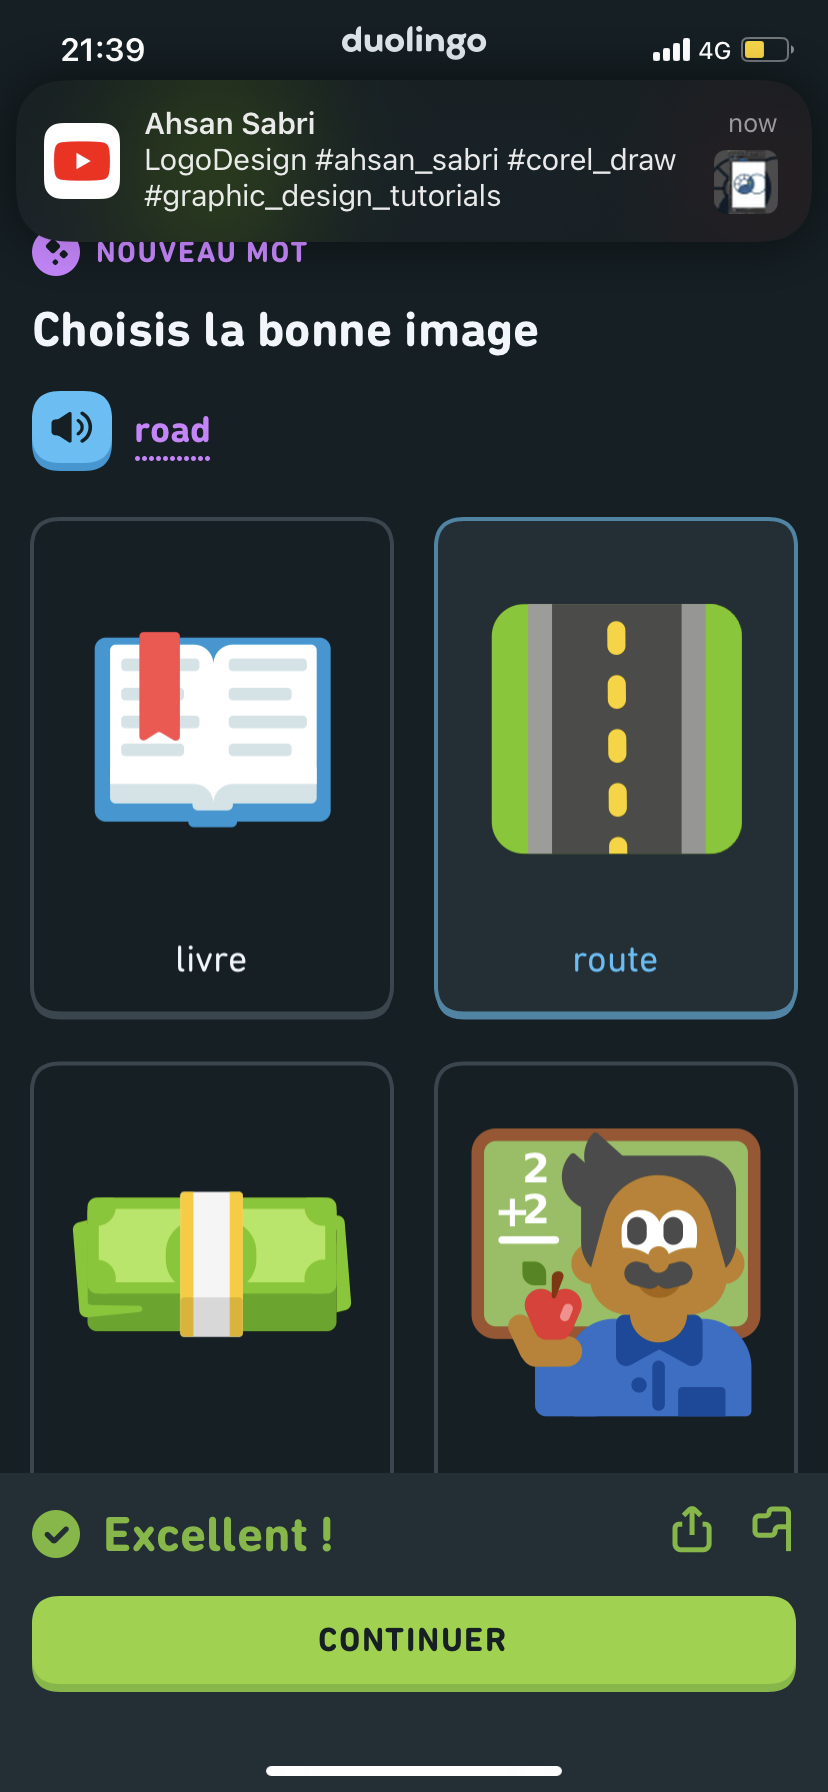 21:39
duolingo
4G
Ahsan Sabri
now
LogoDesign #ahsan_sabri #corel_draw
#graphic_design_tutorials
NOUVEAU MOT
Choisis la bonne image
road
livre
route
2
+2
Excellent !
CONTINUER